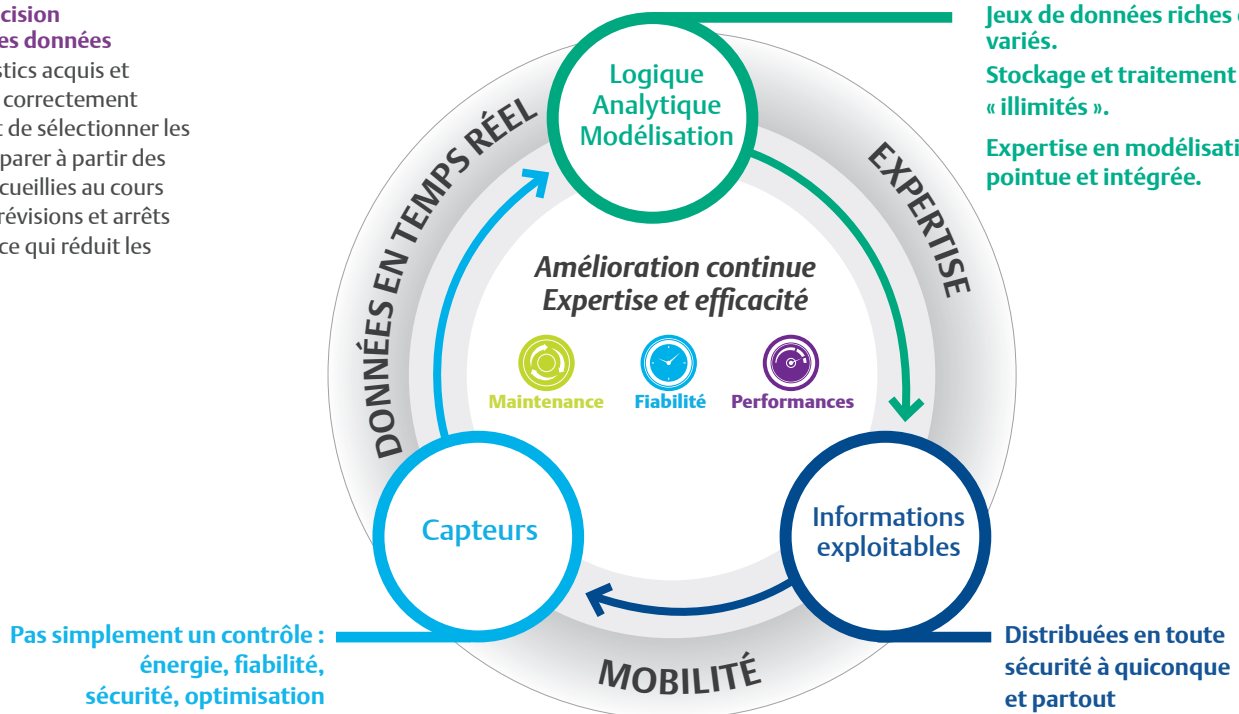 cision
es données
stics acquis et
correctement
t de sélectionner les
parer à partir des
cueillies au cours
révisions et arrêts
ce qui réduit les
Jeux de données riches
variés.
Stockage et traitement
« illimités ».
Expertise en modélisati
pointue et intégrée.
Logique
Analytique
Modélisation
DONNÉES EN TEMPS RÉEL
EXPERTISE
Amélioration continue
Expertise et efficacité
Maintenance Fiabilité Performances
Capteurs
Informations
exploitables
MOBILITÉ
Pas simplement un contrôle :
énergie, fiabilité,
sécurité, optimisation
Distribuées en toute
sécurité à quiconque
et partout